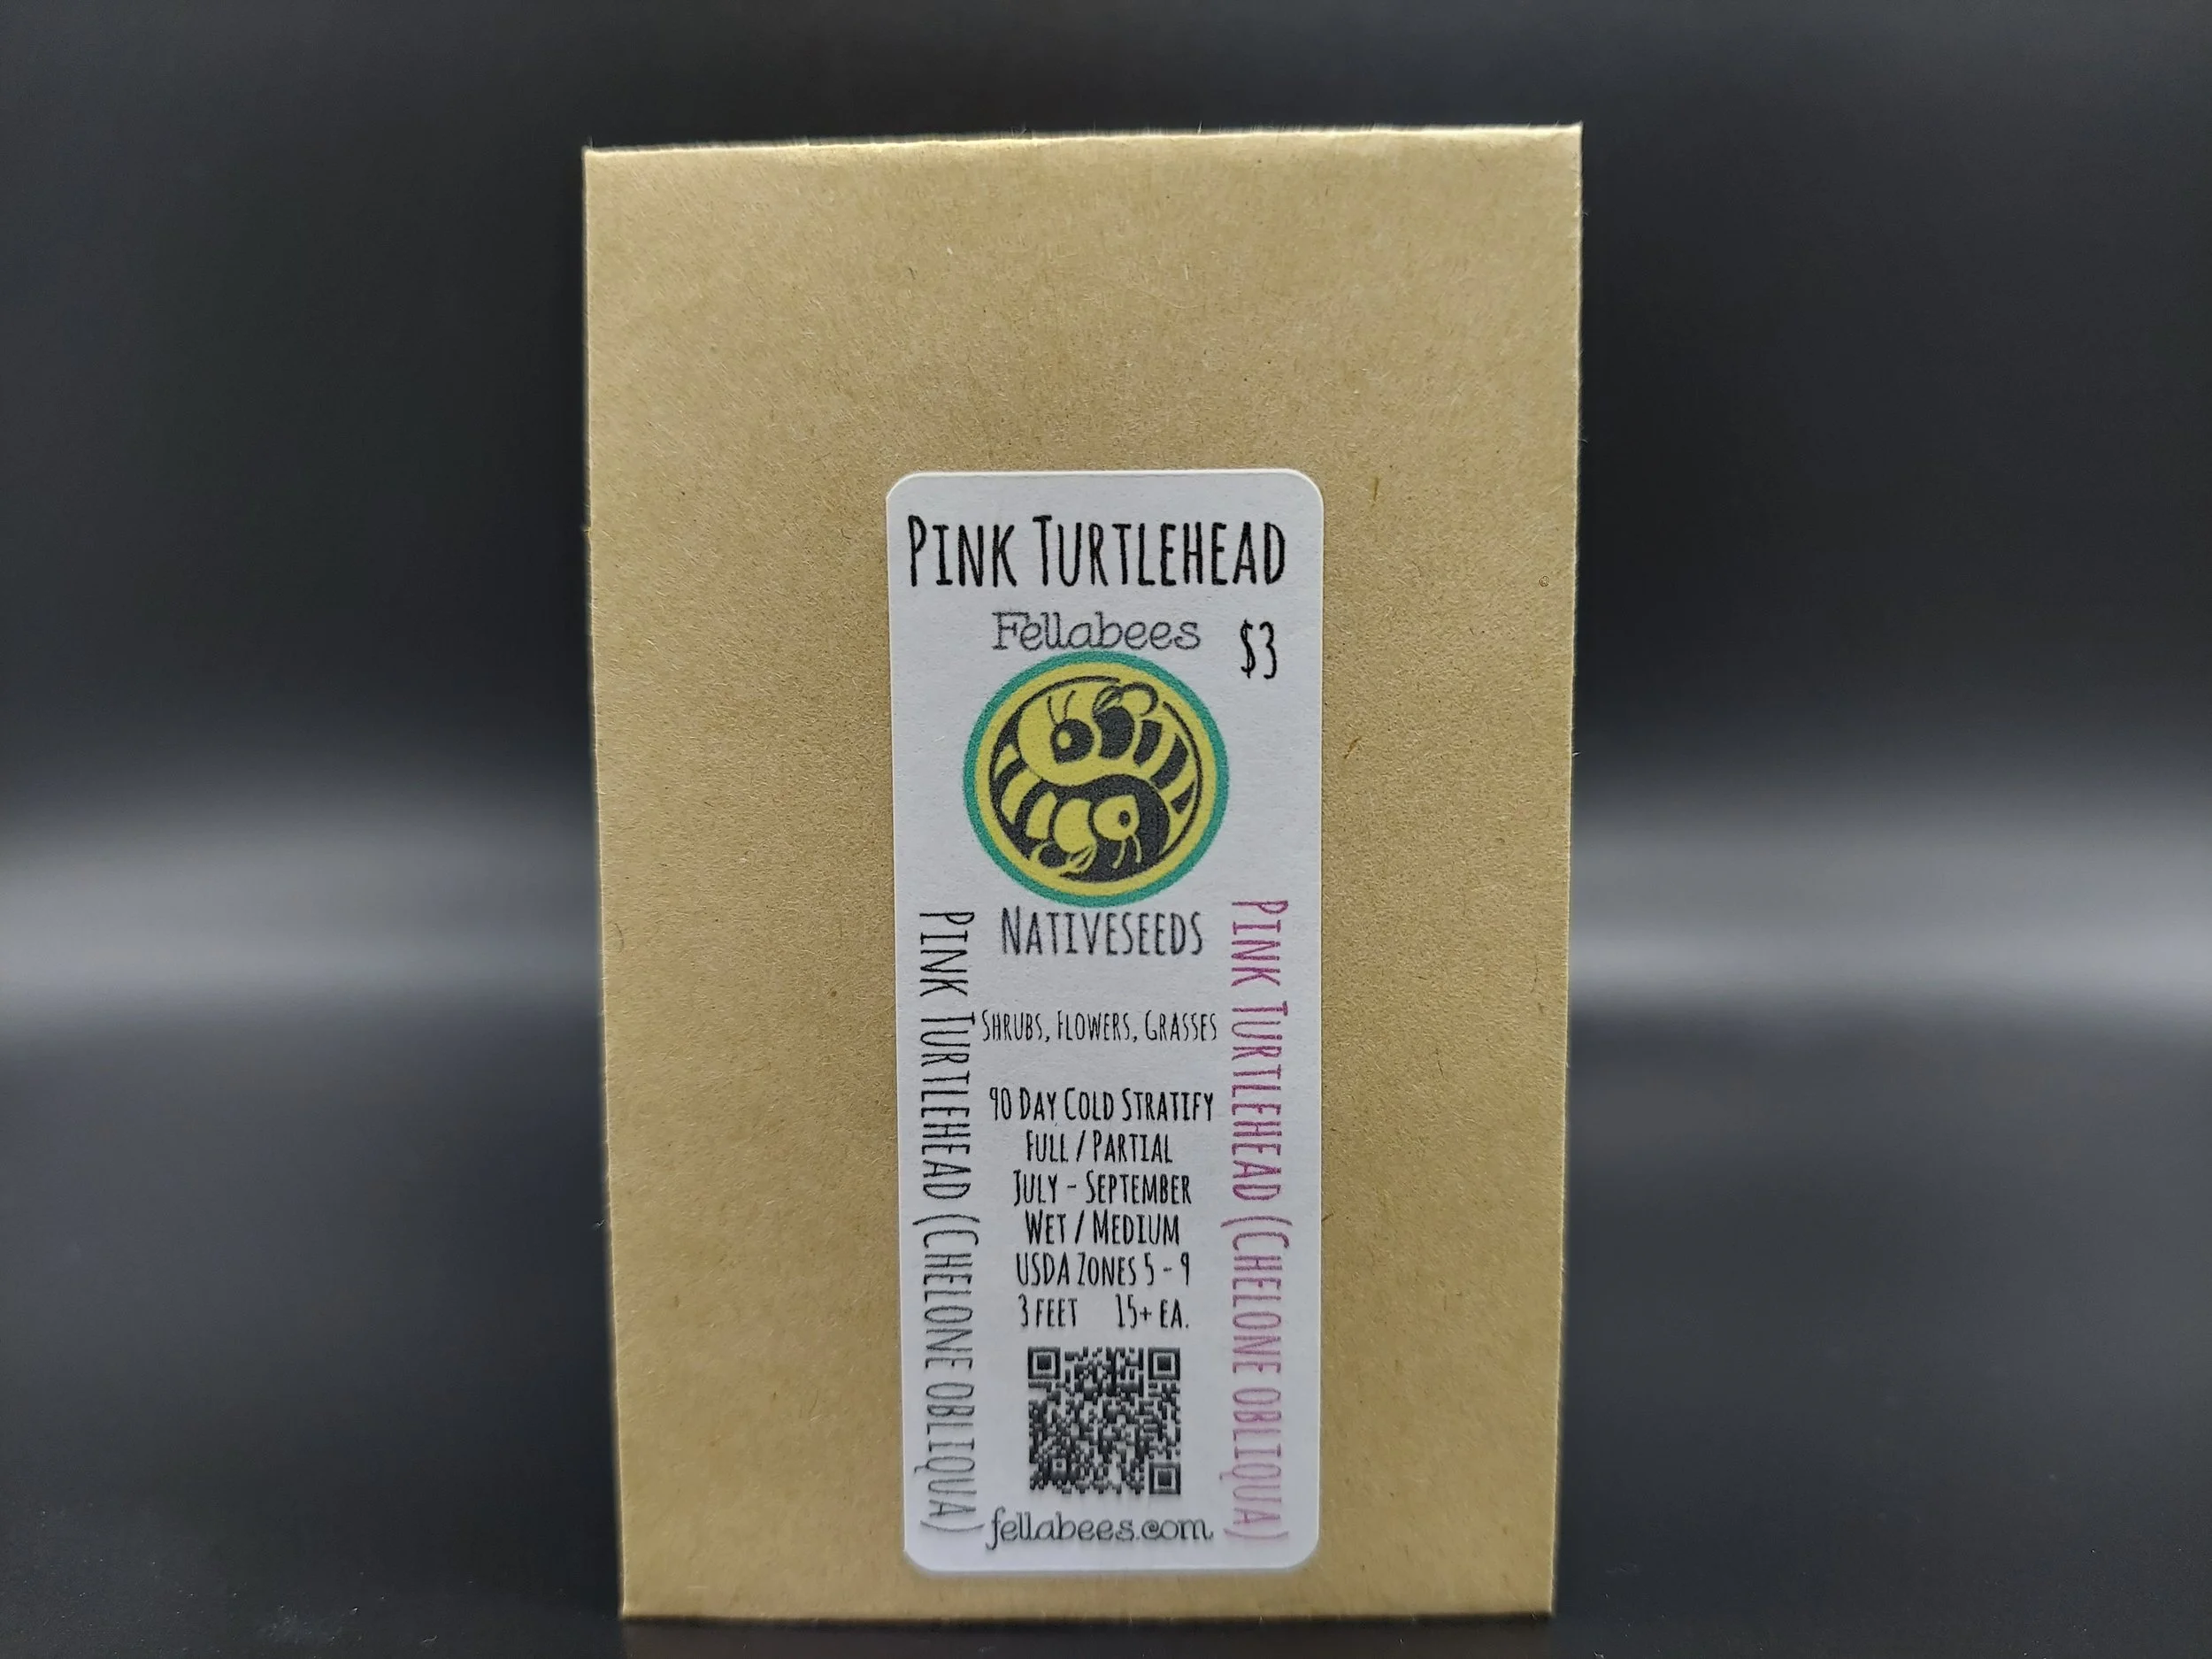 Pink Turtlehead
Fellabees
$3
Nativeseeds
Shrubs, Flowers, Grasses
90 Day Cold Stratify
Full / Partial
July - September
Wet / Medium
USDA Zones 5 - 9
3 feet 15+ ea.
fellabees.com
Pink Turtlehead (Chelone obliqua)
Pink Turtlehead (Chelone obliqua)